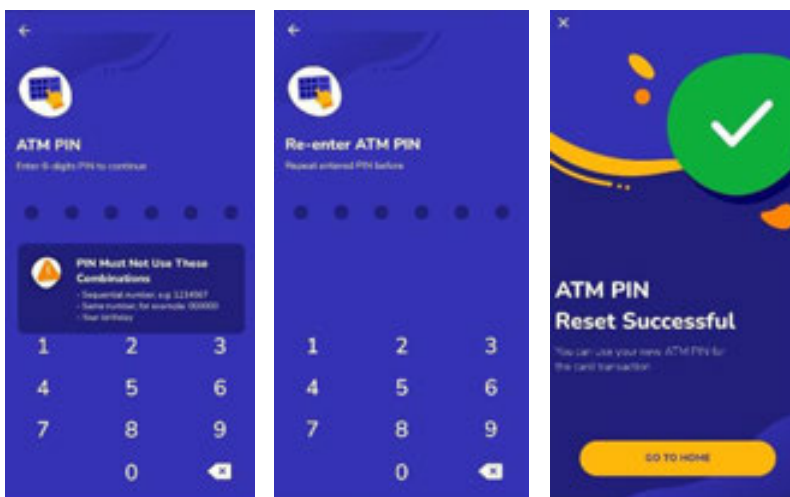 ATM PIN
Enter 6-digits PIN to continue
PIN Must Not Use These
Combinations
- Sequential number, e.g 1234567
- Same number, for example 000000
- Your birthday
1 2 3
4 5 6
7 8 9
0
Re-enter ATM PIN
Repeat entered PIN before
1 2 3
4 5 6
7 8 9
0
ATM PIN
Reset Successful
You can use your new ATM PIN for
the card transaction
GO TO HOME